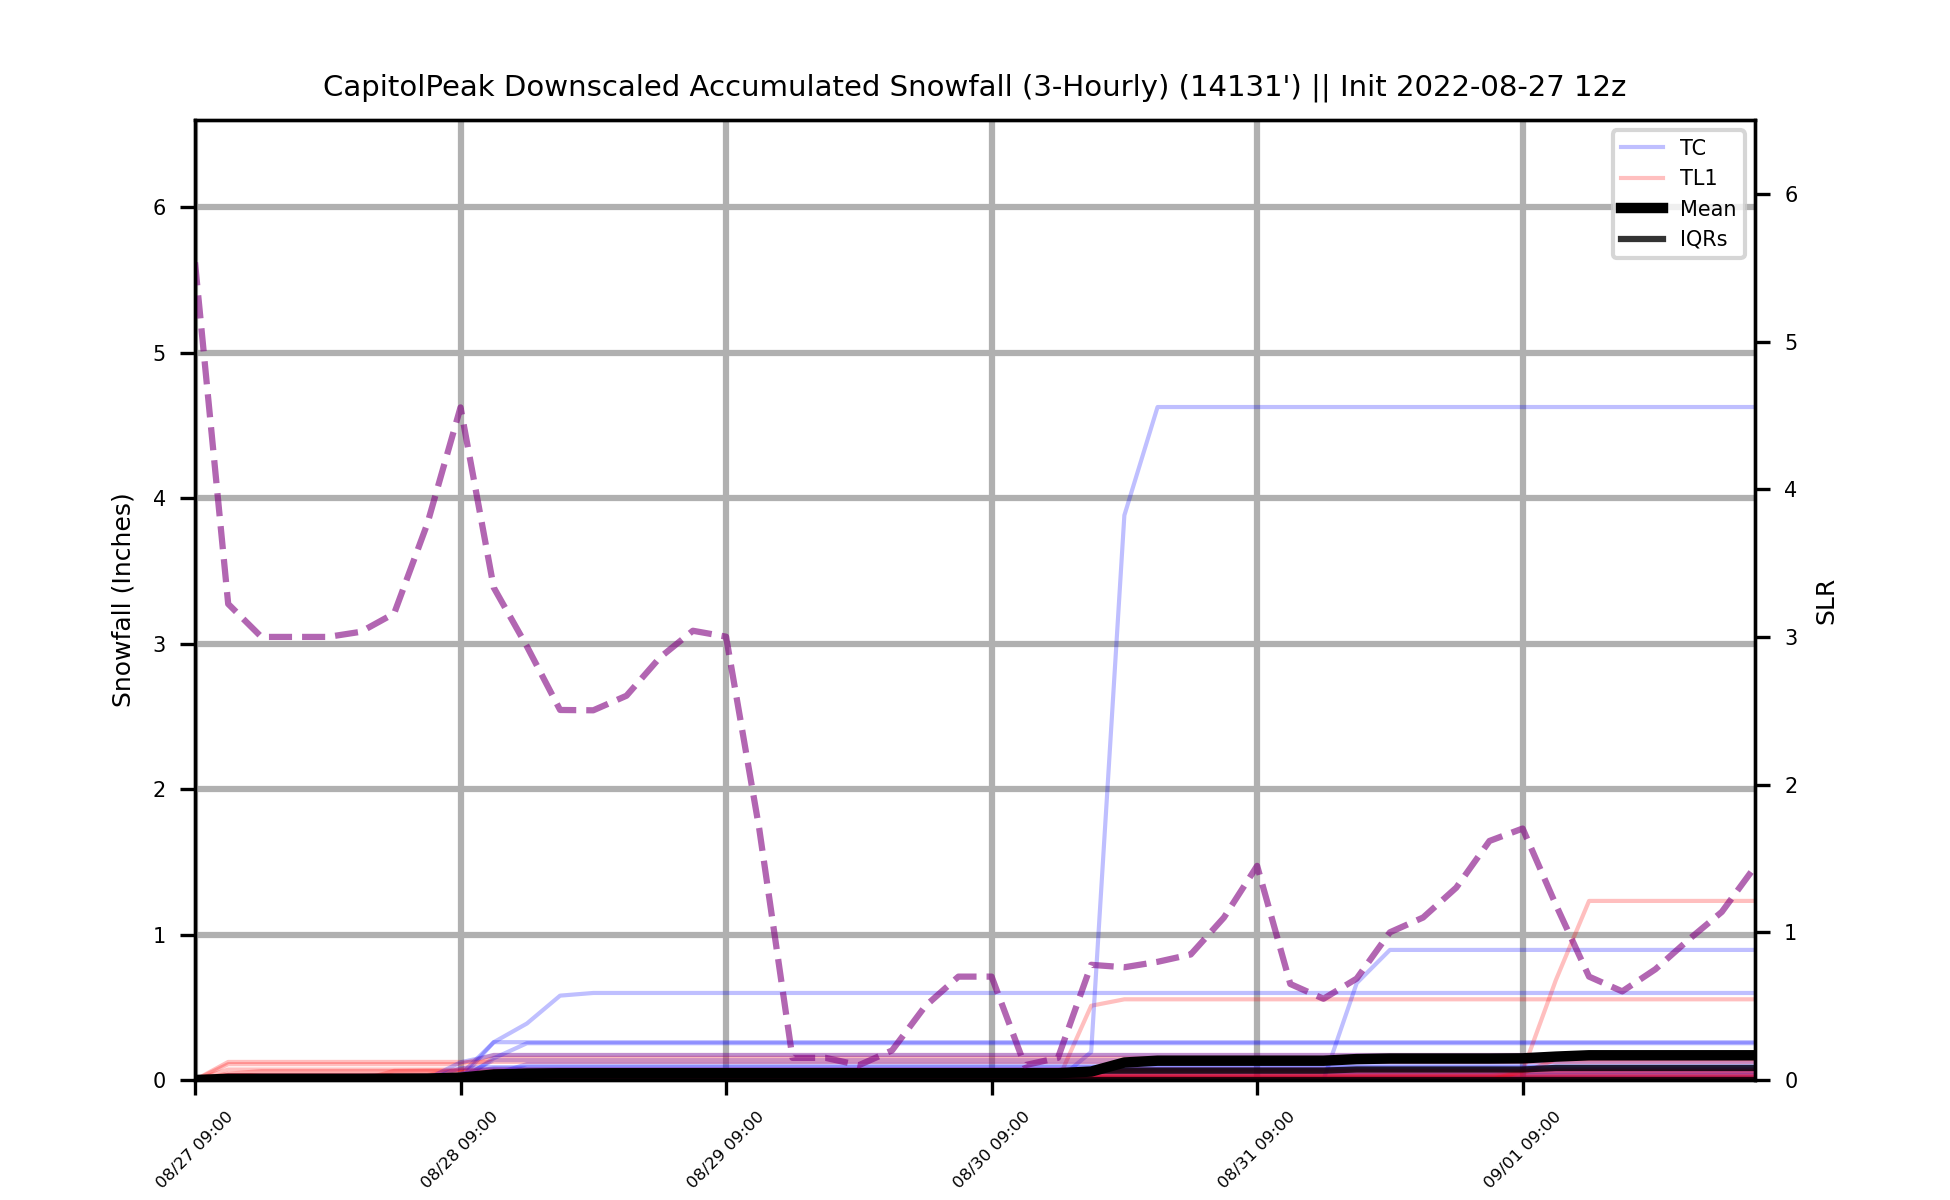 CapitolPeak Downscaled Accumulated Snowfall (3-Hourly) (14131') || Init 2022-08-27 12z
TC
TL1
Mean
IQRs
Snowfall (Inches)
6
5
4
3
2
1
0
SLR
6
5
4
3
2
1
0
08/27 09:00
08/28 09:00
08/29 09:00
08/30 09:00
08/31 09:00
09/01 09:00